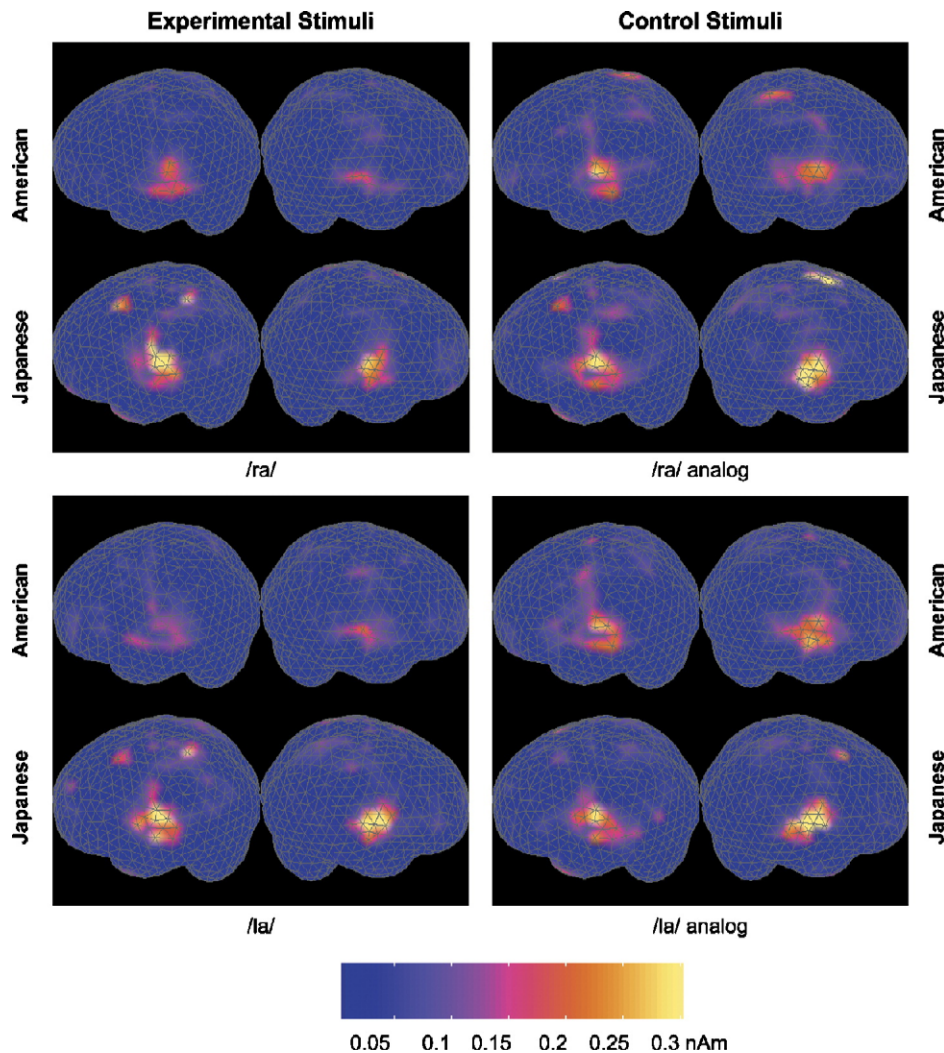 Experimental Stimuli
Control Stimuli
American
American
Japanese
Japanese
/ra/
/ra/ analog
American
American
Japanese
Japanese
/la/
/la/ analog
0.05 0.1 0.15 0.2 0.25 0.3 nAm